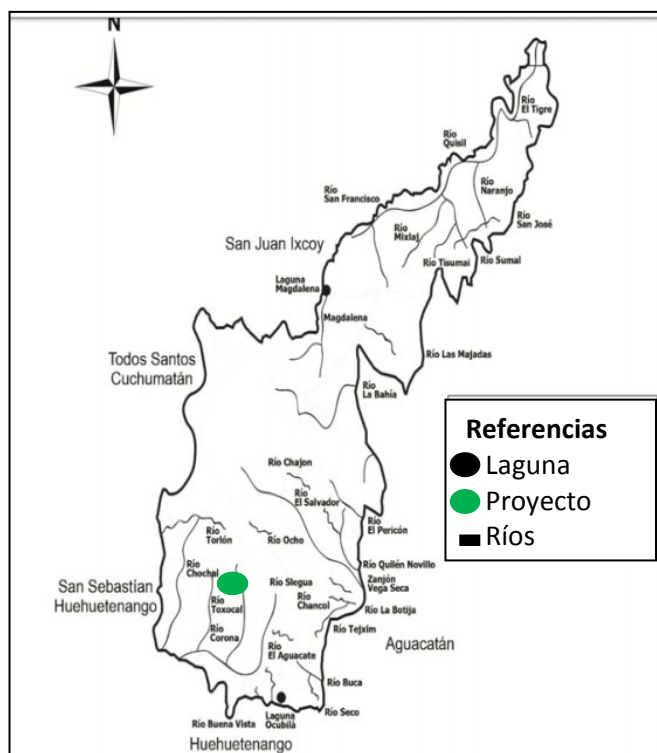 N
Río
El Tigre
Río
Quisil
Río
Naranjo
Río
San Francisco
Río
San José
Río
Mixlaj
San Juan Ixcoy
Río Tisumai
Río Sumal
Laguna
Magdalena
Magdalena
Todos Santos
Cuchumatán
Río Las Majadas
Río
La Bahía
Referencias
Laguna
Proyecto
Ríos
Río Chajon
Río
El Salvador
Río
El Pericón
Río
Torlón
Río Ocho
Río
Chochal
Río Quilén Novillo
San Sebastían
Huehuetenango
Río Slegua
Zanjón
Vega Seca
Río
Toxocal
Río
Chancol
Río La Botija
Río
Corona
Río Tejxim
Aguacatán
Río
El Aguacate
Río Buca
Río Buena Vista
Laguna
Ocubilá
Río Seco
Huehuetenango